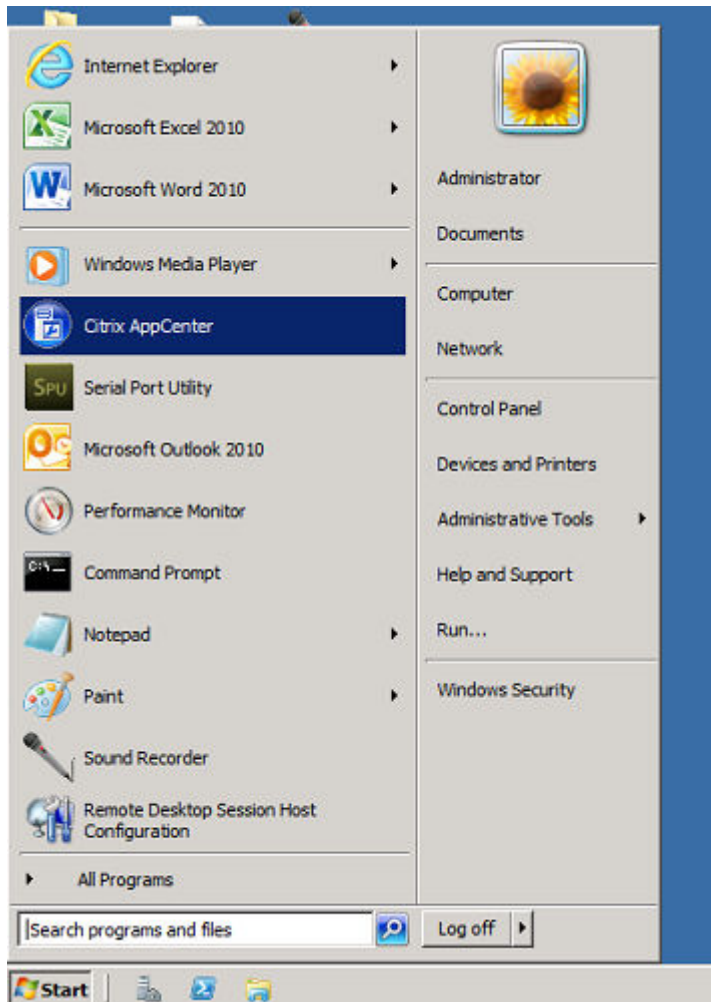 Internet Explorer
Microsoft Excel 2010
Microsoft Word 2010
Windows Media Player
Citrix AppCenter
SPU
Serial Port Utility
Microsoft Outlook 2010
Performance Monitor
C:\
Command Prompt
Notepad
Paint
Sound Recorder
Remote Desktop Session Host
Configuration
All Programs
Search programs and files
Administrator
Documents
Computer
Network
Control Panel
Devices and Printers
Administrative Tools
Help and Support
Run...
Windows Security
Log off
Start